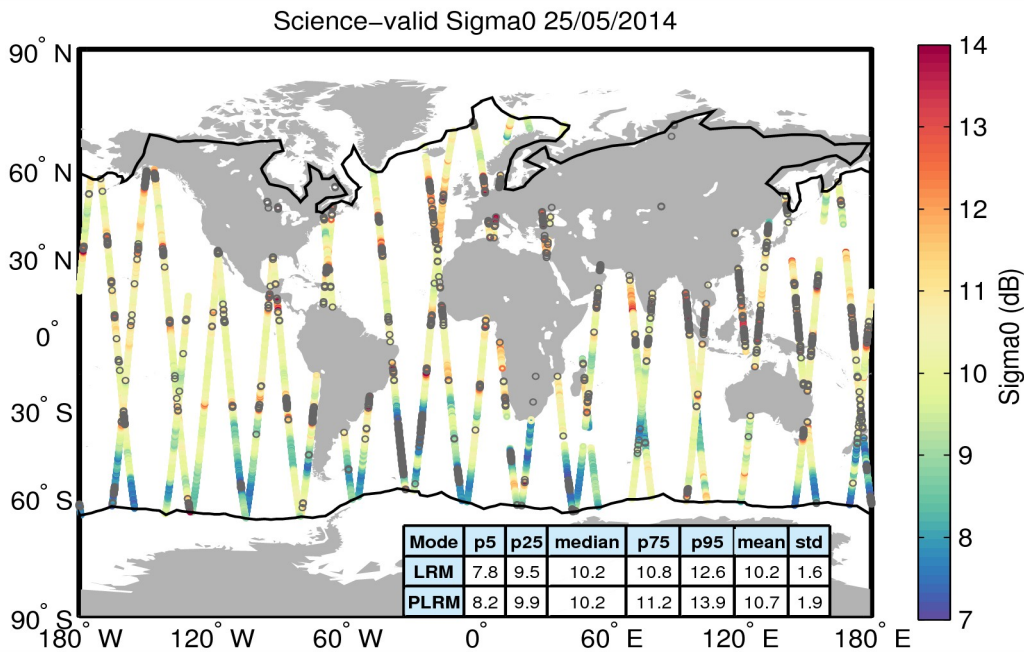 Science−valid Sigma0 25/05/2014
90° N
60° N
30° N
0°
30° S
60° S
90° S
180° W
120° W
60° W
0°
60° E
120° E
180° E
14
13
12
11
10
9
8
7
Sigma0 (dB)
Mode p5 p25 median p75 p95 mean std
LRM 7.8 9.5 10.2 10.8 12.6 10.2 1.6
PLRM 8.2 9.9 10.2 11.2 13.9 10.7 1.9